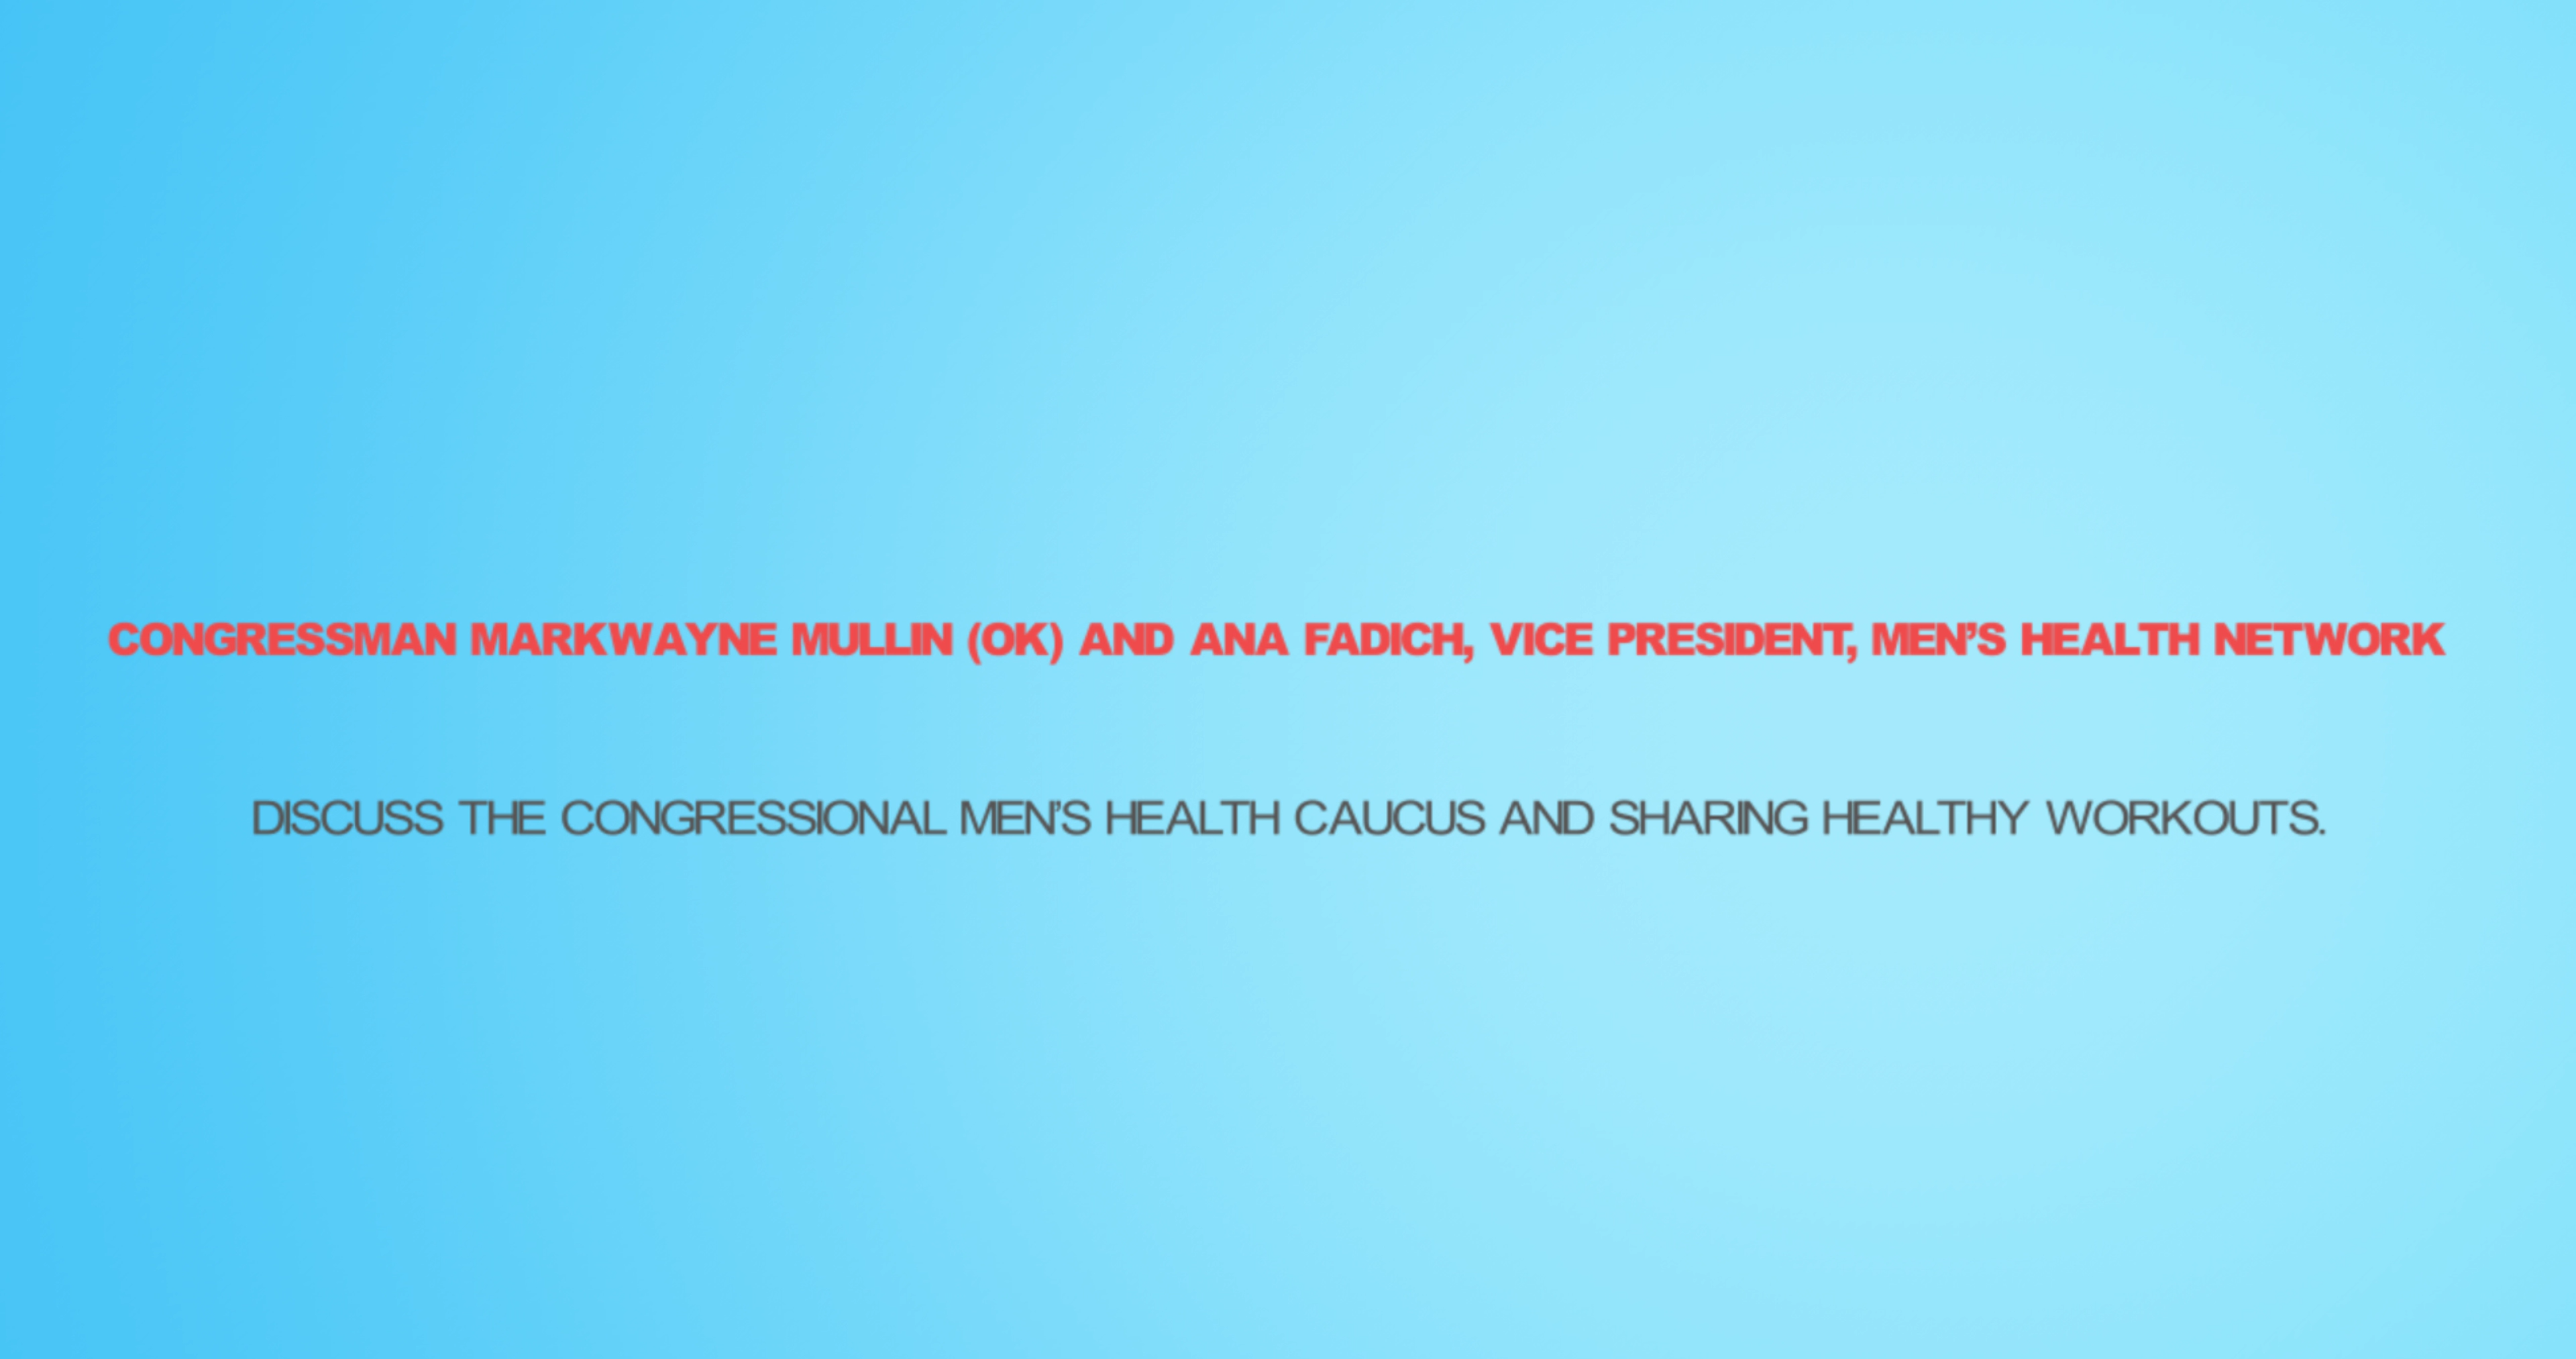 CONGRESSMAN MARKWAYNE MULLIN (OK) AND ANA FADICH, VICE PRESIDENT, MEN’S HEALTH NETWORK
DISCUSS THE CONGRESSIONAL MEN’S HEALTH CAUCUS AND SHARING HEALTHY WORKOUTS.